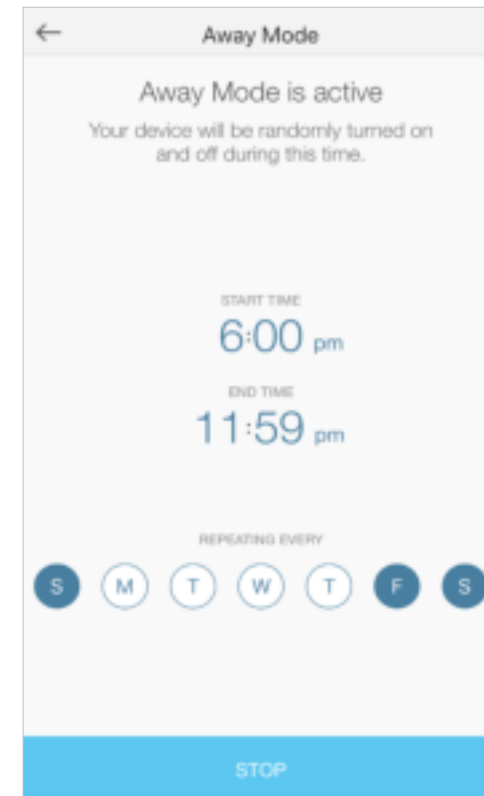 Away Mode
Away Mode is active
Your device will be randomly turned on
and off during this time.
START TIME
6:00 pm
END TIME
11:59 pm
REPEATING EVERY
S M T W T F S
STOP